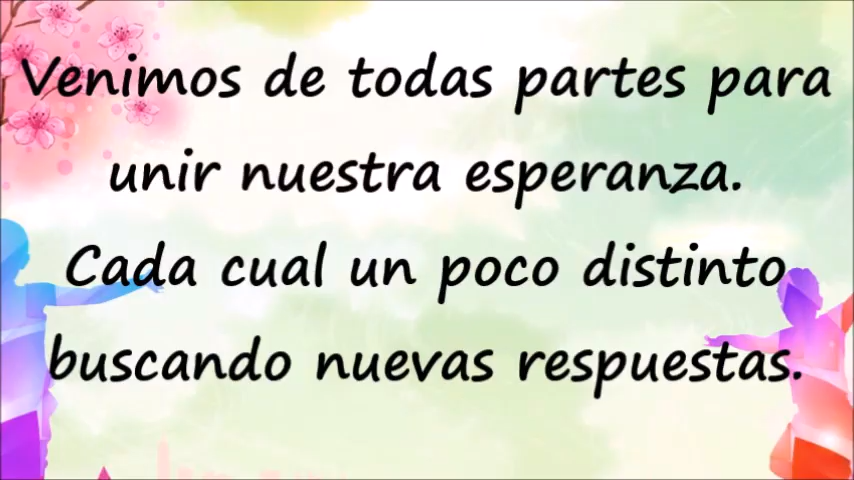 Venimos de todas partes para
unir nuestra esperanza.
Cada cual un poco distinto
buscando nuevas respuestas.